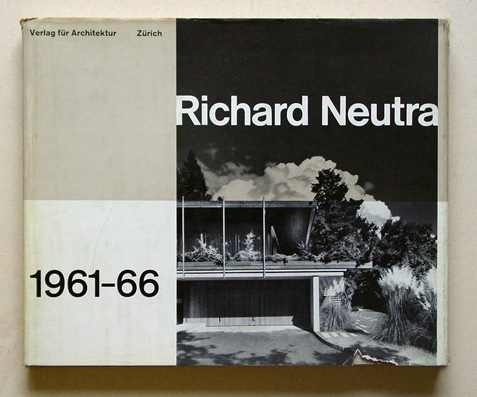 Verlag für Architektur Zürich
Richard Neutra
1961–66